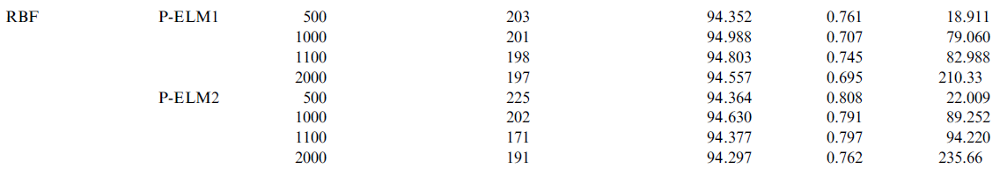 RBF P-ELM1 500 203 94.352 0.761 18.911
1000 201 94.988 0.707 79.060
1100 198 94.803 0.745 82.988
2000 197 94.557 0.695 210.33
P-ELM2 500 225 94.364 0.808 22.009
1000 202 94.630 0.791 89.252
1100 171 94.377 0.797 94.220
2000 191 94.297 0.762 235.66